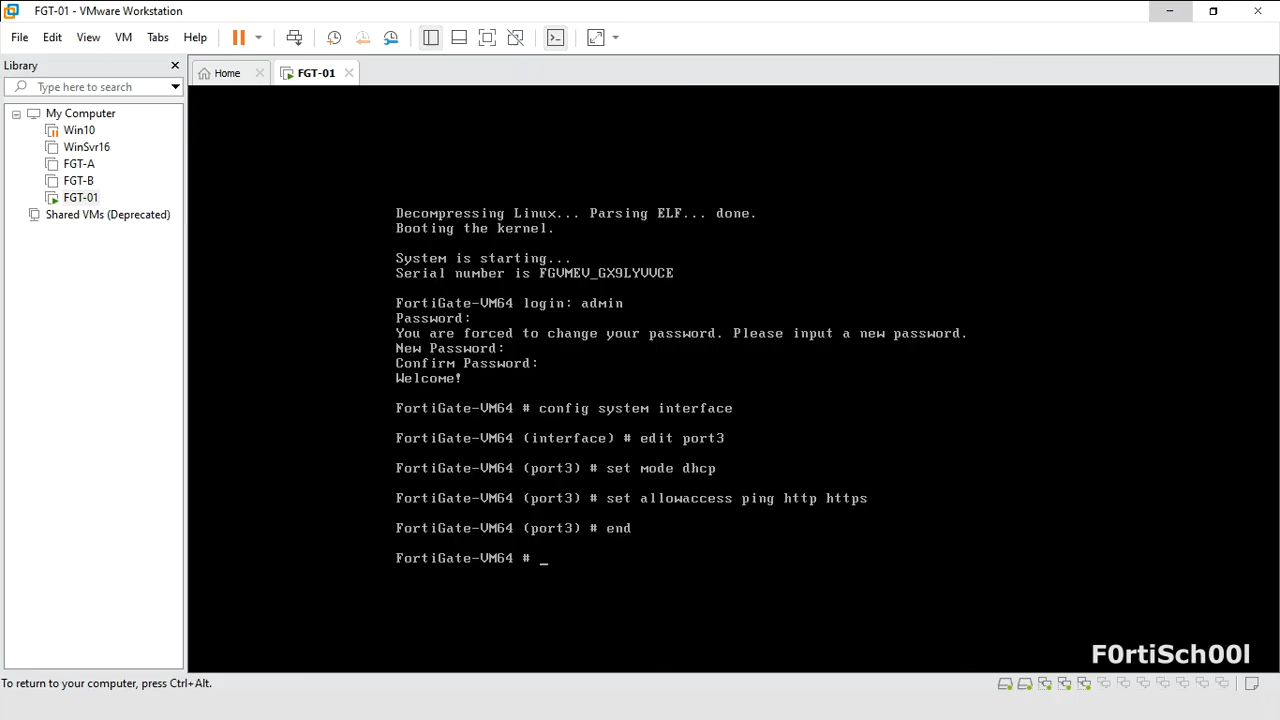 FGT-01 - VMware Workstation
File Edit View VM Tabs Help
Library
Type here to search
My Computer
Win10
WinSvr16
FGT-A
FGT-B
FGT-01
Shared VMs (Deprecated)
Home
FGT-01
Decompressing Linux... Parsing ELF... done.
Booting the kernel.
System is starting...
Serial number is FGVMEV_GX9LYVVCE
FortiGate-VM64 login: admin
Password:
You are forced to change your password. Please input a new password.
New Password:
Confirm Password:
Welcome!
FortiGate-VM64 # config system interface
FortiGate-VM64 (interface) # edit port3
FortiGate-VM64 (port3) # set mode dhcp
FortiGate-VM64 (port3) # set allowaccess ping http https
FortiGate-VM64 (port3) # end
FortiGate-VM64 # _
F0rtiSch00l
To return to your computer, press Ctrl+Alt.